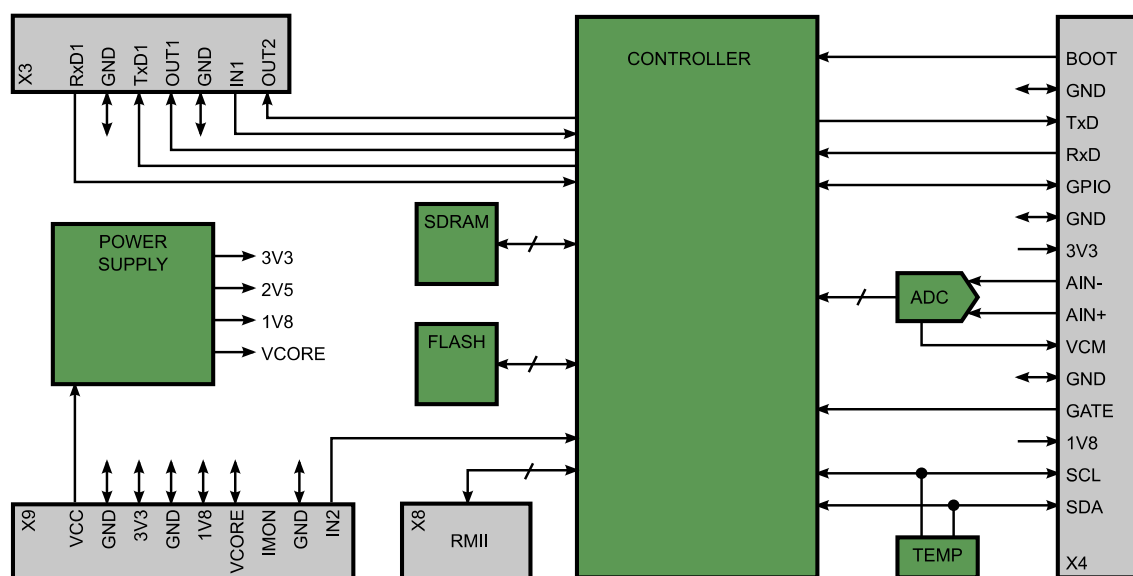 X3
RxD1
GND
TxD1
OUT1
GND
IN1
OUT2
CONTROLLER
BOOT
GND
TxD
RxD
GPIO
GND
3V3
AIN-
AIN+
VCM
GND
GATE
1V8
SCL
SDA
X4
SDRAM
FLASH
ADC
TEMP
POWER
SUPPLY
3V3
2V5
1V8
VCORE
X9
VCC
GND
3V3
GND
1V8
VCORE
IMON
GND
IN2
X8
RMII